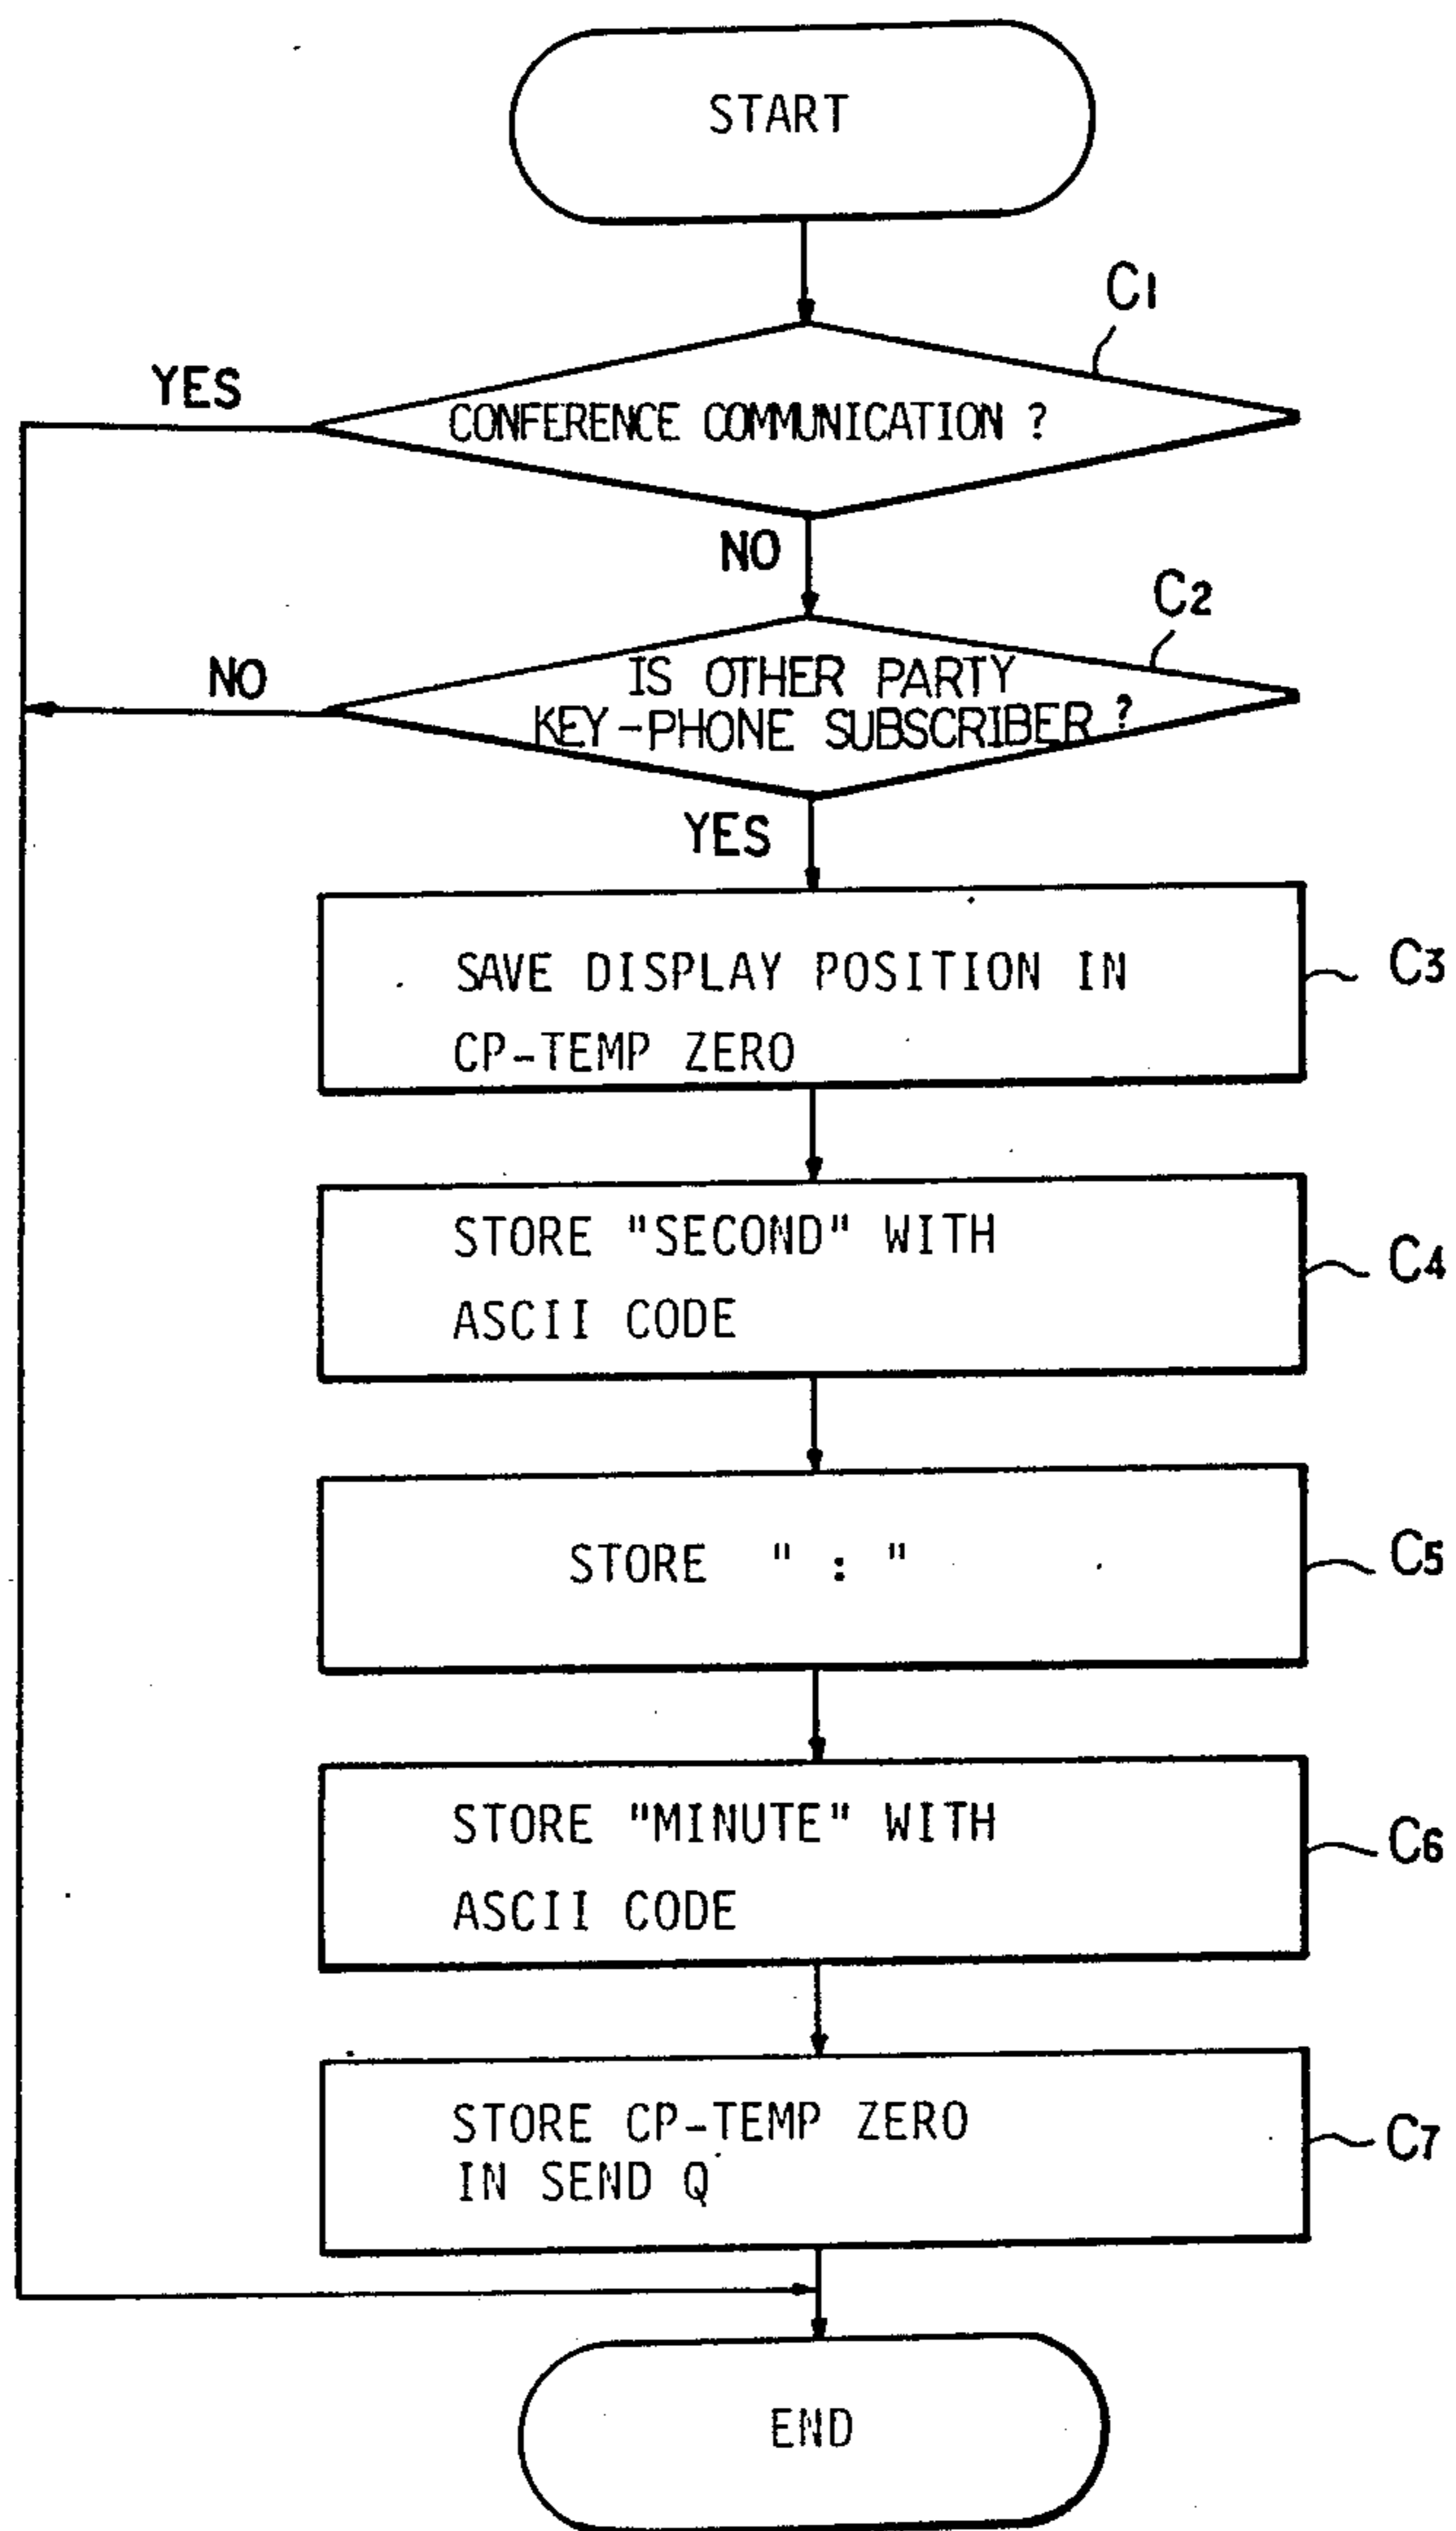 START
C1
YES
CONFERENCE COMMUNICATION ?
NO
C2
NO
IS OTHER PARTY
KEY-PHONE SUBSCRIBER ?
YES
SAVE DISPLAY POSITION IN
CP-TEMP ZERO
C3
STORE "SECOND" WITH
ASCII CODE
C4
STORE " : "
C5
STORE "MINUTE" WITH
ASCII CODE
C6
STORE CP-TEMP ZERO
IN SEND Q
C7
END